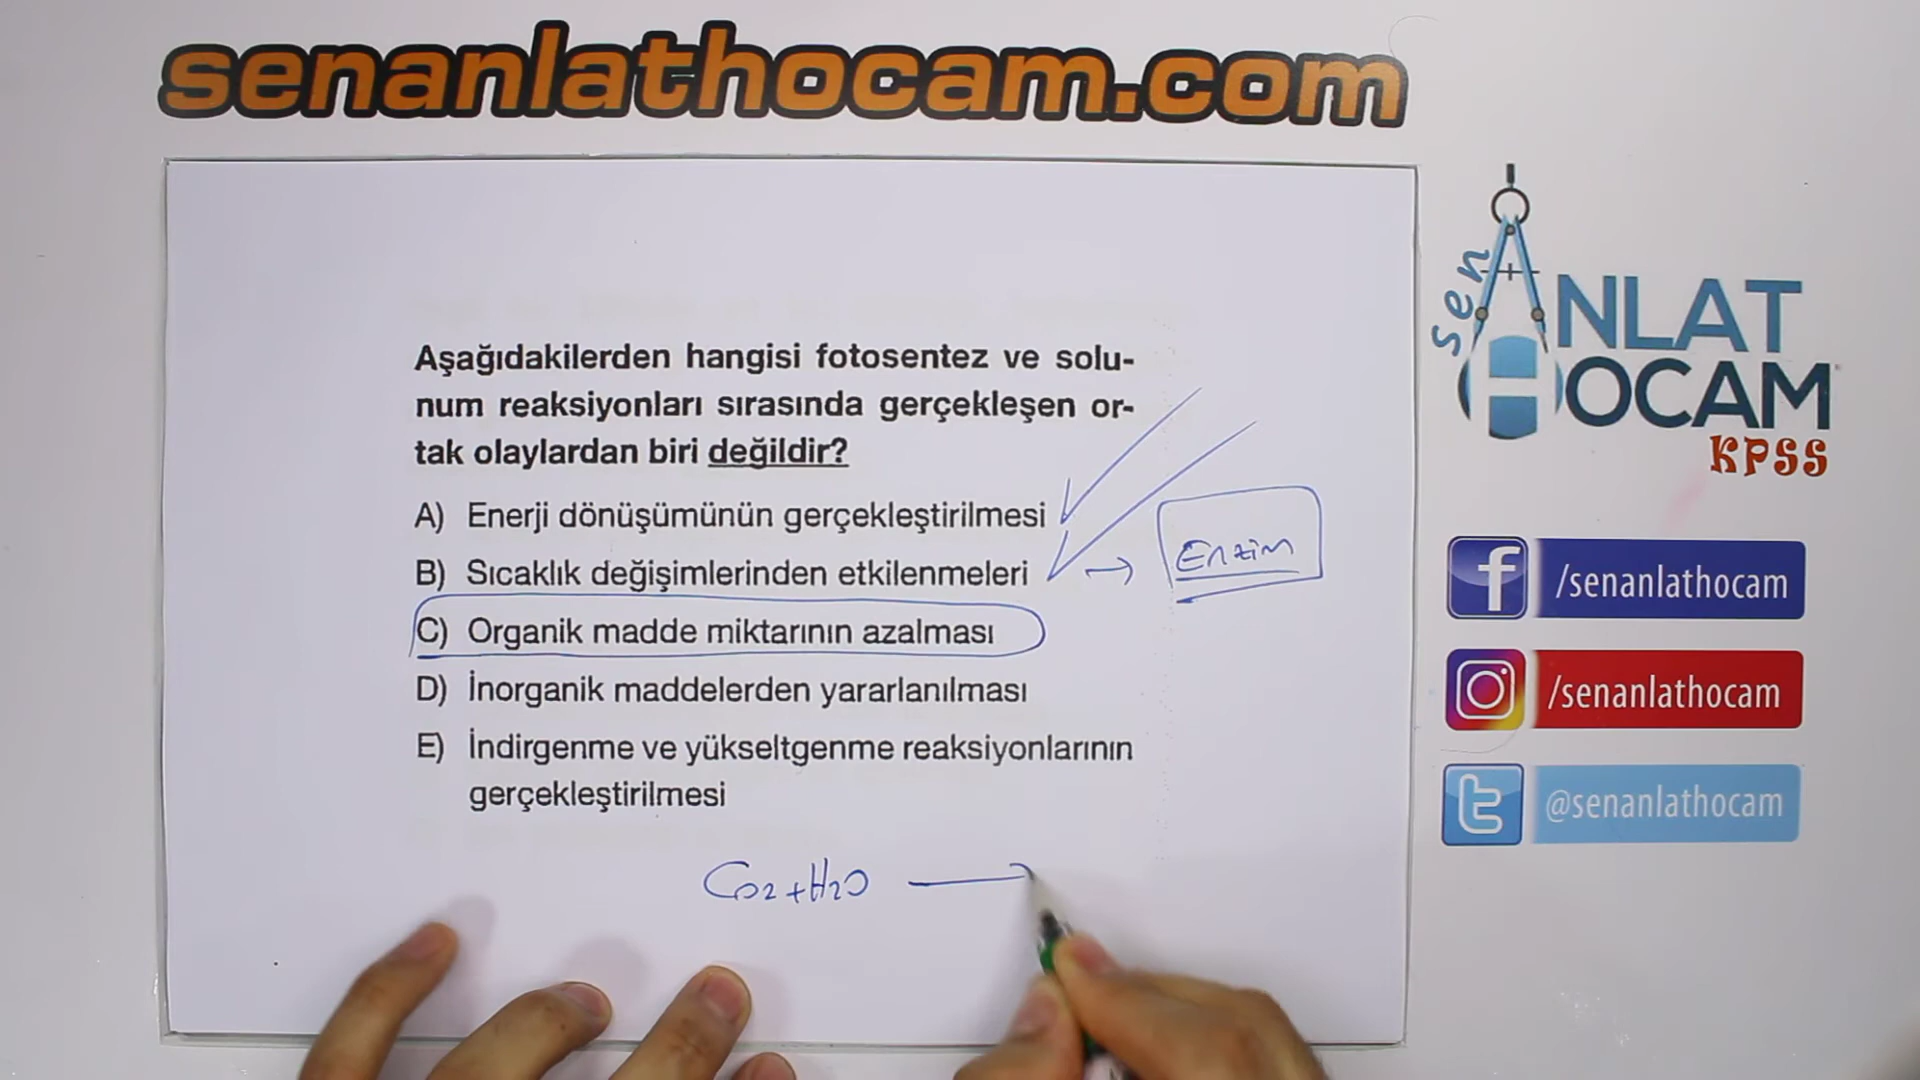 senanlathocam.com
Aşağıdakilerden hangisi fotosentez ve solu-
num reaksiyonları sırasında gerçekleşen or-
tak olaylardan biri değildir?
A) Enerji dönüşümünün gerçekleştirilmesi
B) Sıcaklık değişimlerinden etkilenmeleri
→ Enzim
C) Organik madde miktarının azalması
D) İnorganik maddelerden yararlanılması
E) İndirgenme ve yükseltgenme reaksiyonlarının
gerçekleştirilmesi
CO2+H2O →
sen
ANLAT
HOCAM
KPSS
f /senanlathocam
/senanlathocam
t @senanlathocam